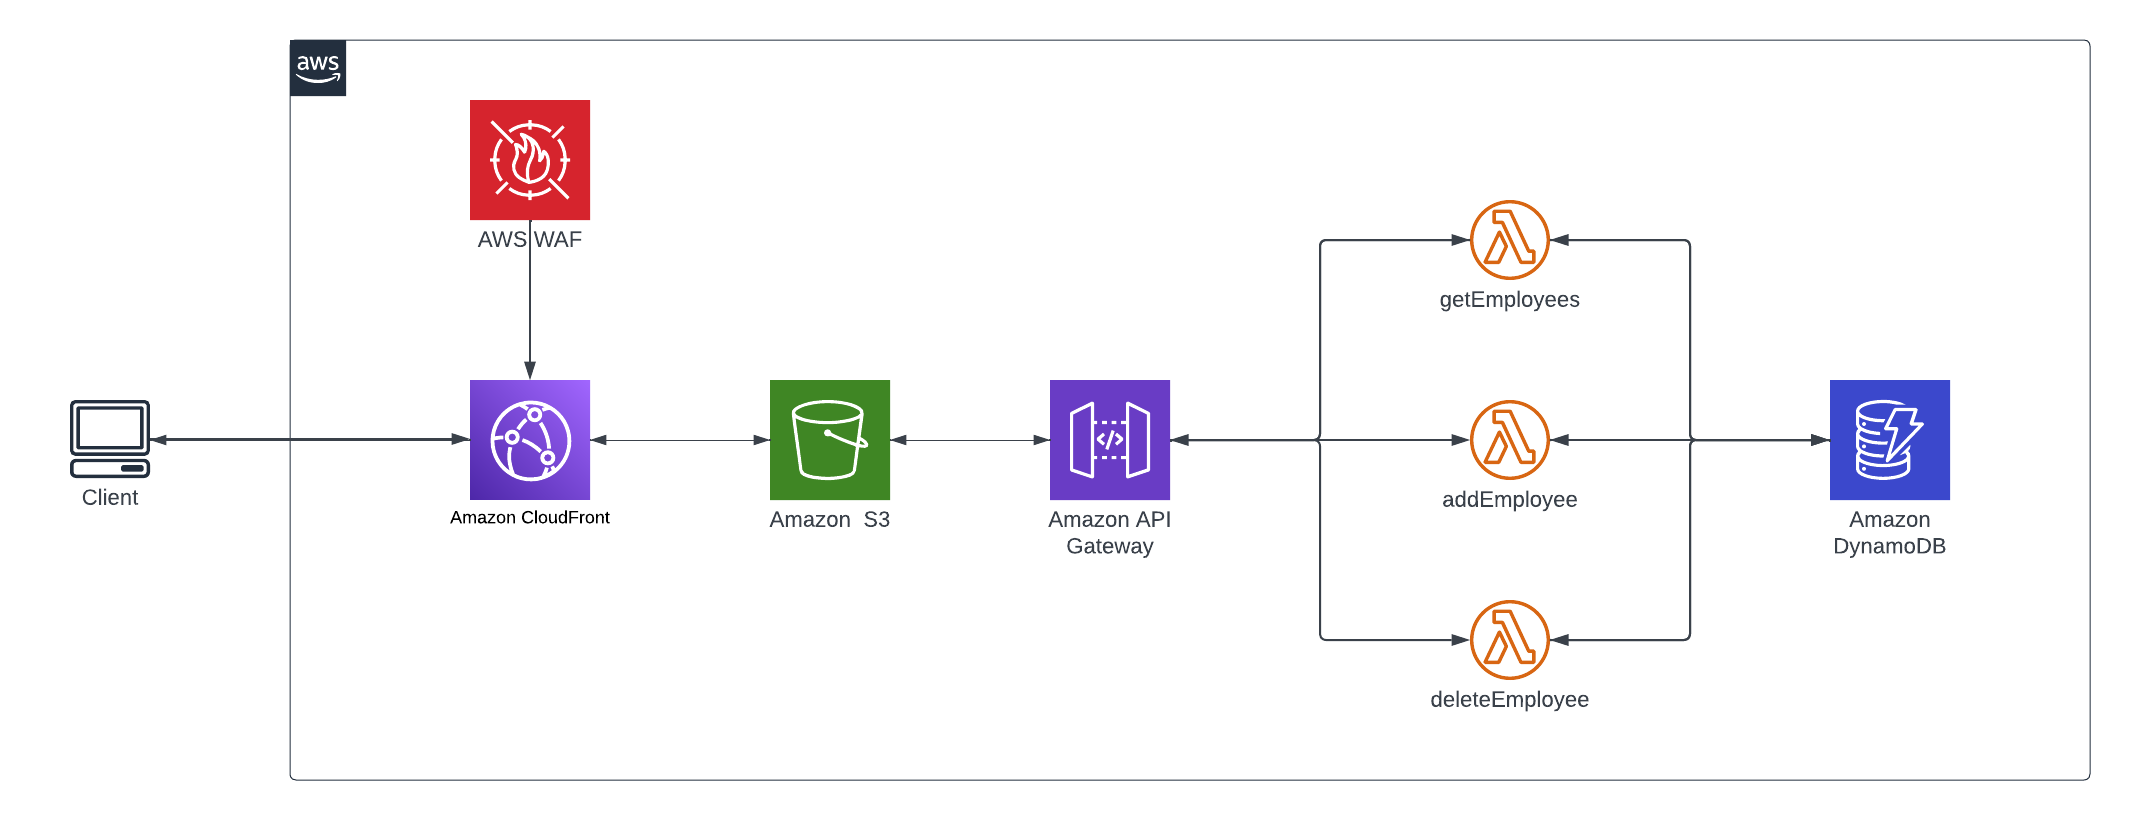 aws
AWS WAF
getEmployees
Client
Amazon CloudFront
Amazon  S3
Amazon API
Gateway
addEmployee
Amazon
DynamoDB
deleteEmployee